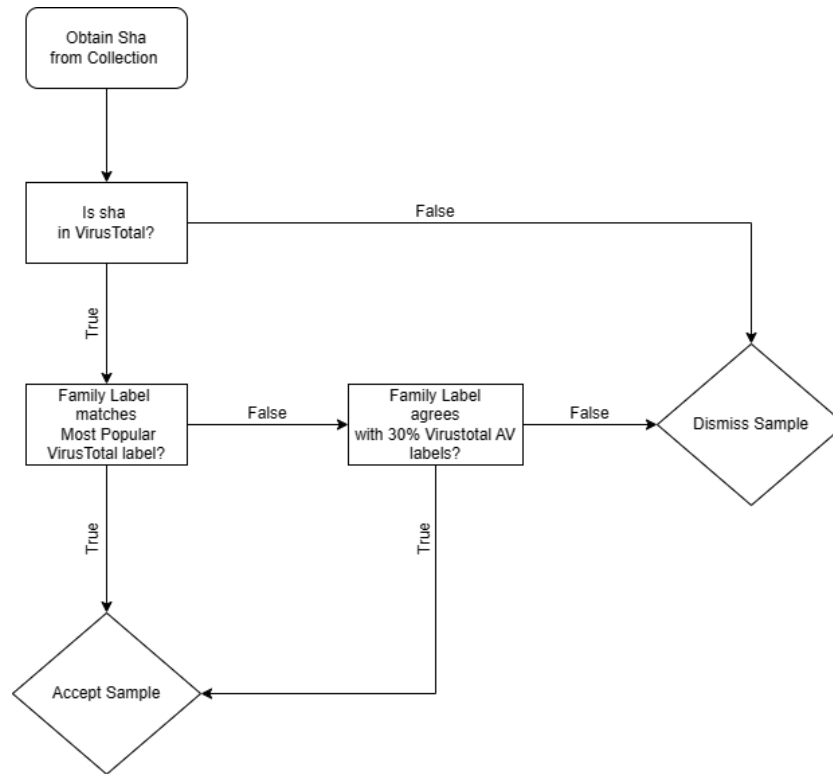 Obtain Sha
from Collection
Is sha
in VirusTotal?
False
True
Family Label
matches
Most Popular
VirusTotal label?
False
Family Label
agrees
with 30% Virustotal AV
labels?
False
Dismiss Sample
True
True
Accept Sample